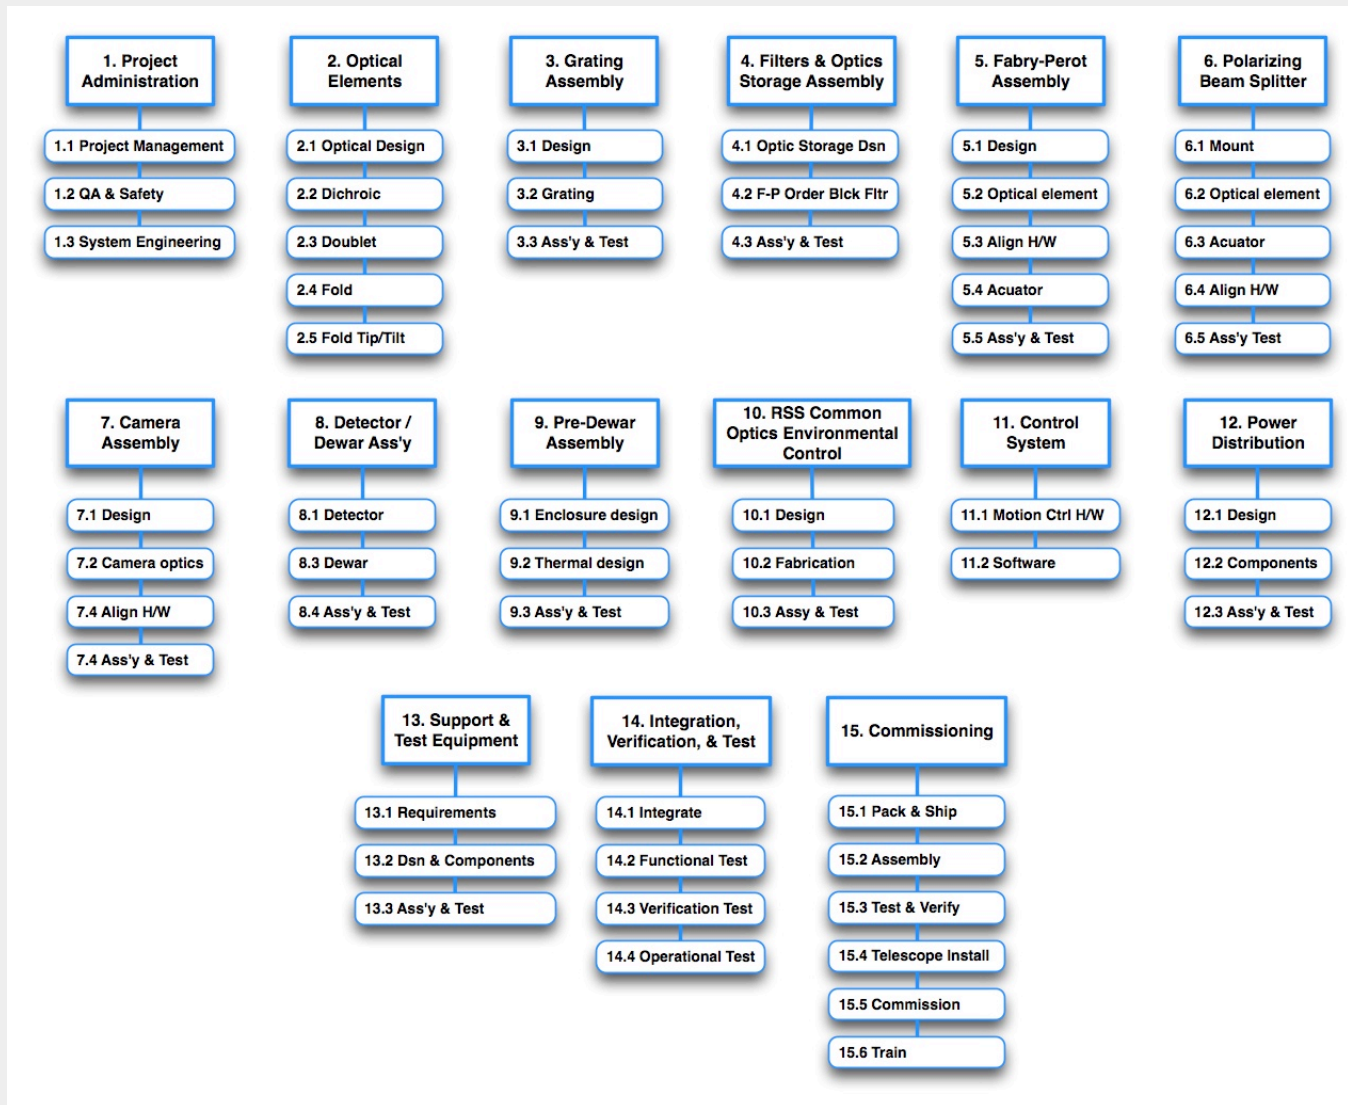 1. Project
Administration
1.1 Project Management
1.2 QA & Safety
1.3 System Engineering
2. Optical
Elements
2.1 Optical Design
2.2 Dichroic
2.3 Doublet
2.4 Fold
2.5 Fold Tip/Tilt
3. Grating
Assembly
3.1 Design
3.2 Grating
3.3 Ass'y & Test
4. Filters & Optics
Storage Assembly
4.1 Optic Storage Dsn
4.2 F-P Order Blck Fltr
4.3 Ass'y & Test
5. Fabry-Perot
Assembly
5.1 Design
5.2 Optical element
5.3 Align H/W
5.4 Acuator
5.5 Ass'y & Test
6. Polarizing
Beam Splitter
6.1 Mount
6.2 Optical element
6.3 Acuator
6.4 Align H/W
6.5 Ass'y Test
7. Camera
Assembly
7.1 Design
7.2 Camera optics
7.4 Align H/W
7.4 Ass'y & Test
8. Detector /
Dewar Ass'y
8.1 Detector
8.3 Dewar
8.4 Ass'y & Test
9. Pre-Dewar
Assembly
9.1 Enclosure design
9.2 Thermal design
9.3 Ass'y & Test
10. RSS Common
Optics Environmental
Control
10.1 Design
10.2 Fabrication
10.3 Assy & Test
11. Control
System
11.1 Motion Ctrl H/W
11.2 Software
12. Power
Distribution
12.1 Design
12.2 Components
12.3 Ass'y & Test
13. Support &
Test Equipment
13.1 Requirements
13.2 Dsn & Components
13.3 Ass'y & Test
14. Integration,
Verification, & Test
14.1 Integrate
14.2 Functional Test
14.3 Verification Test
14.4 Operational Test
15. Commissioning
15.1 Pack & Ship
15.2 Assembly
15.3 Test & Verify
15.4 Telescope Install
15.5 Commission
15.6 Train